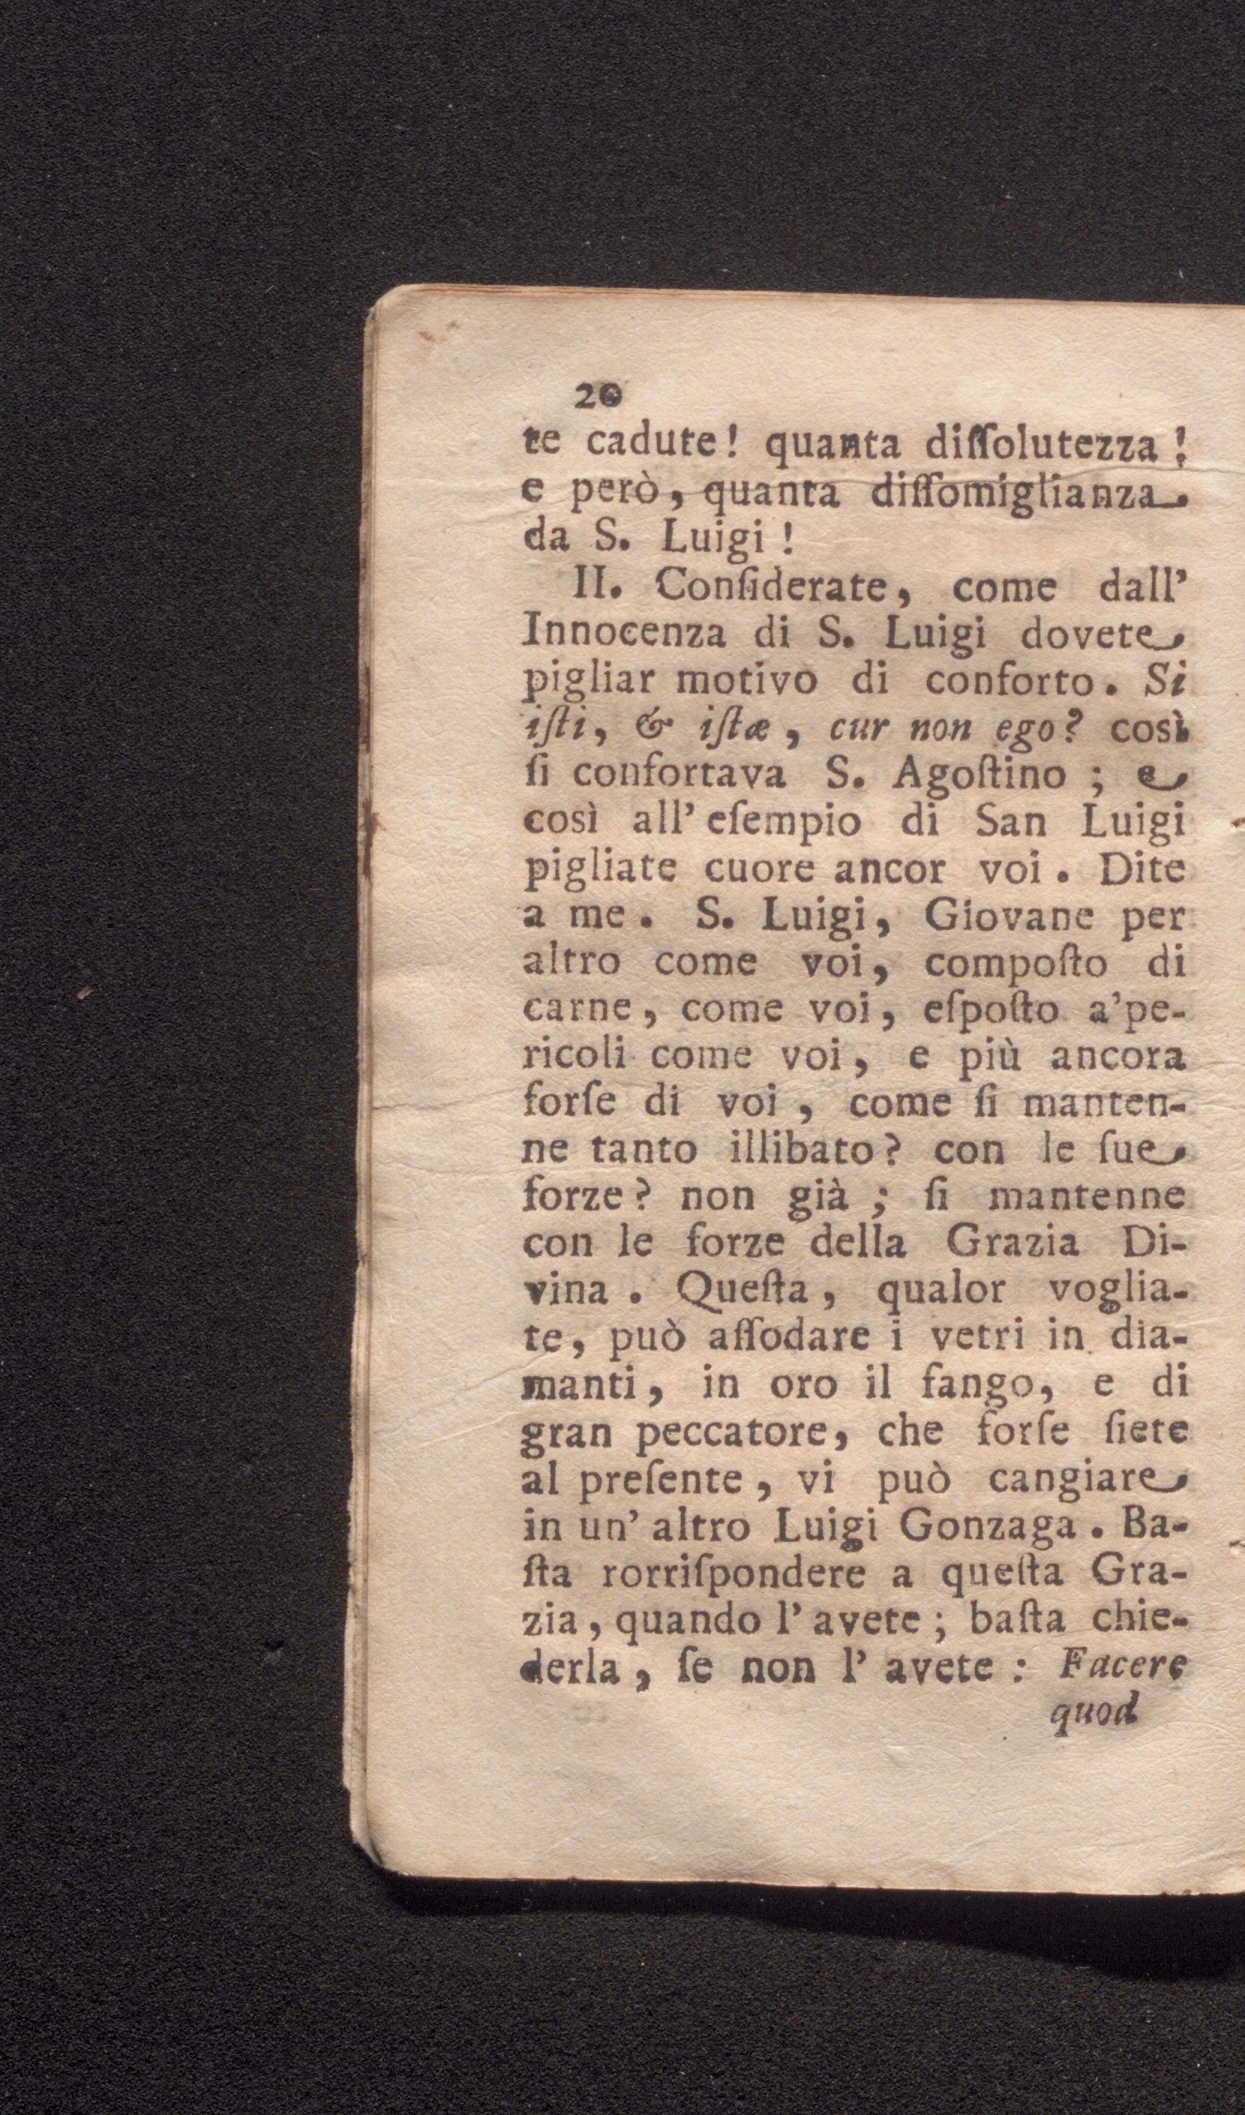 20
te cadute! quanta diſſolutezza!
e però, quanta diſſomiglianza
da S. Luigi!
II. Conſiderate, come dall'
Innocenza di S. Luigi dovete
pigliar motivo di conforto. Si
iſti, & iſtæ, cur non ego? così
ſi confortava S. Agoſtino; e
così all' eſempio di San Luigi
pigliate cuore ancor voi. Dite
a me. S. Luigi, Giovane per
altro come voi, compoſto di
carne, come voi, eſpoſto a'pe-
ricoli come voi, e più ancora
forſe di voi, come ſi manten-
ne tanto illibato? con le ſue
forze? non già; ſi mantenne
con le forze della Grazia Di-
vina. Queſta, qualor voglia-
te, può aſſodare i vetri in dia-
manti, in oro il fango, e di
gran peccatore, che forſe ſiete
al preſente, vi può cangiare
in un' altro Luigi Gonzaga. Ba-
ſta rorriſpondere a queſta Gra-
zia, quando l' avete; baſta chie-
derla, ſe non l' avete: Facere
quod